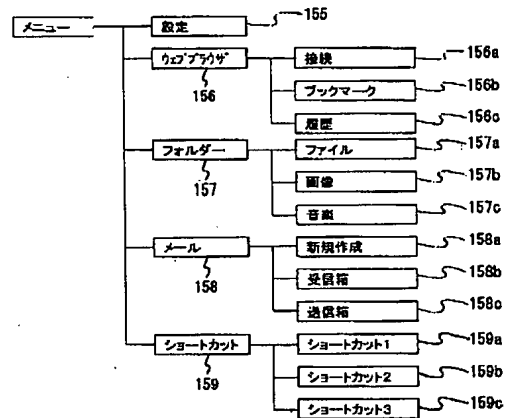 メニュー
設定
155
ウェブブラウザ
156
接続
156a
ブックマーク
156b
履歴
156c
フォルダー
157
ファイル
157a
画像
157b
音楽
157c
メール
158
新規作成
158a
受信箱
158b
送信箱
158c
ショートカット
159
ショートカット1
159a
ショートカット2
159b
ショートカット3
159c